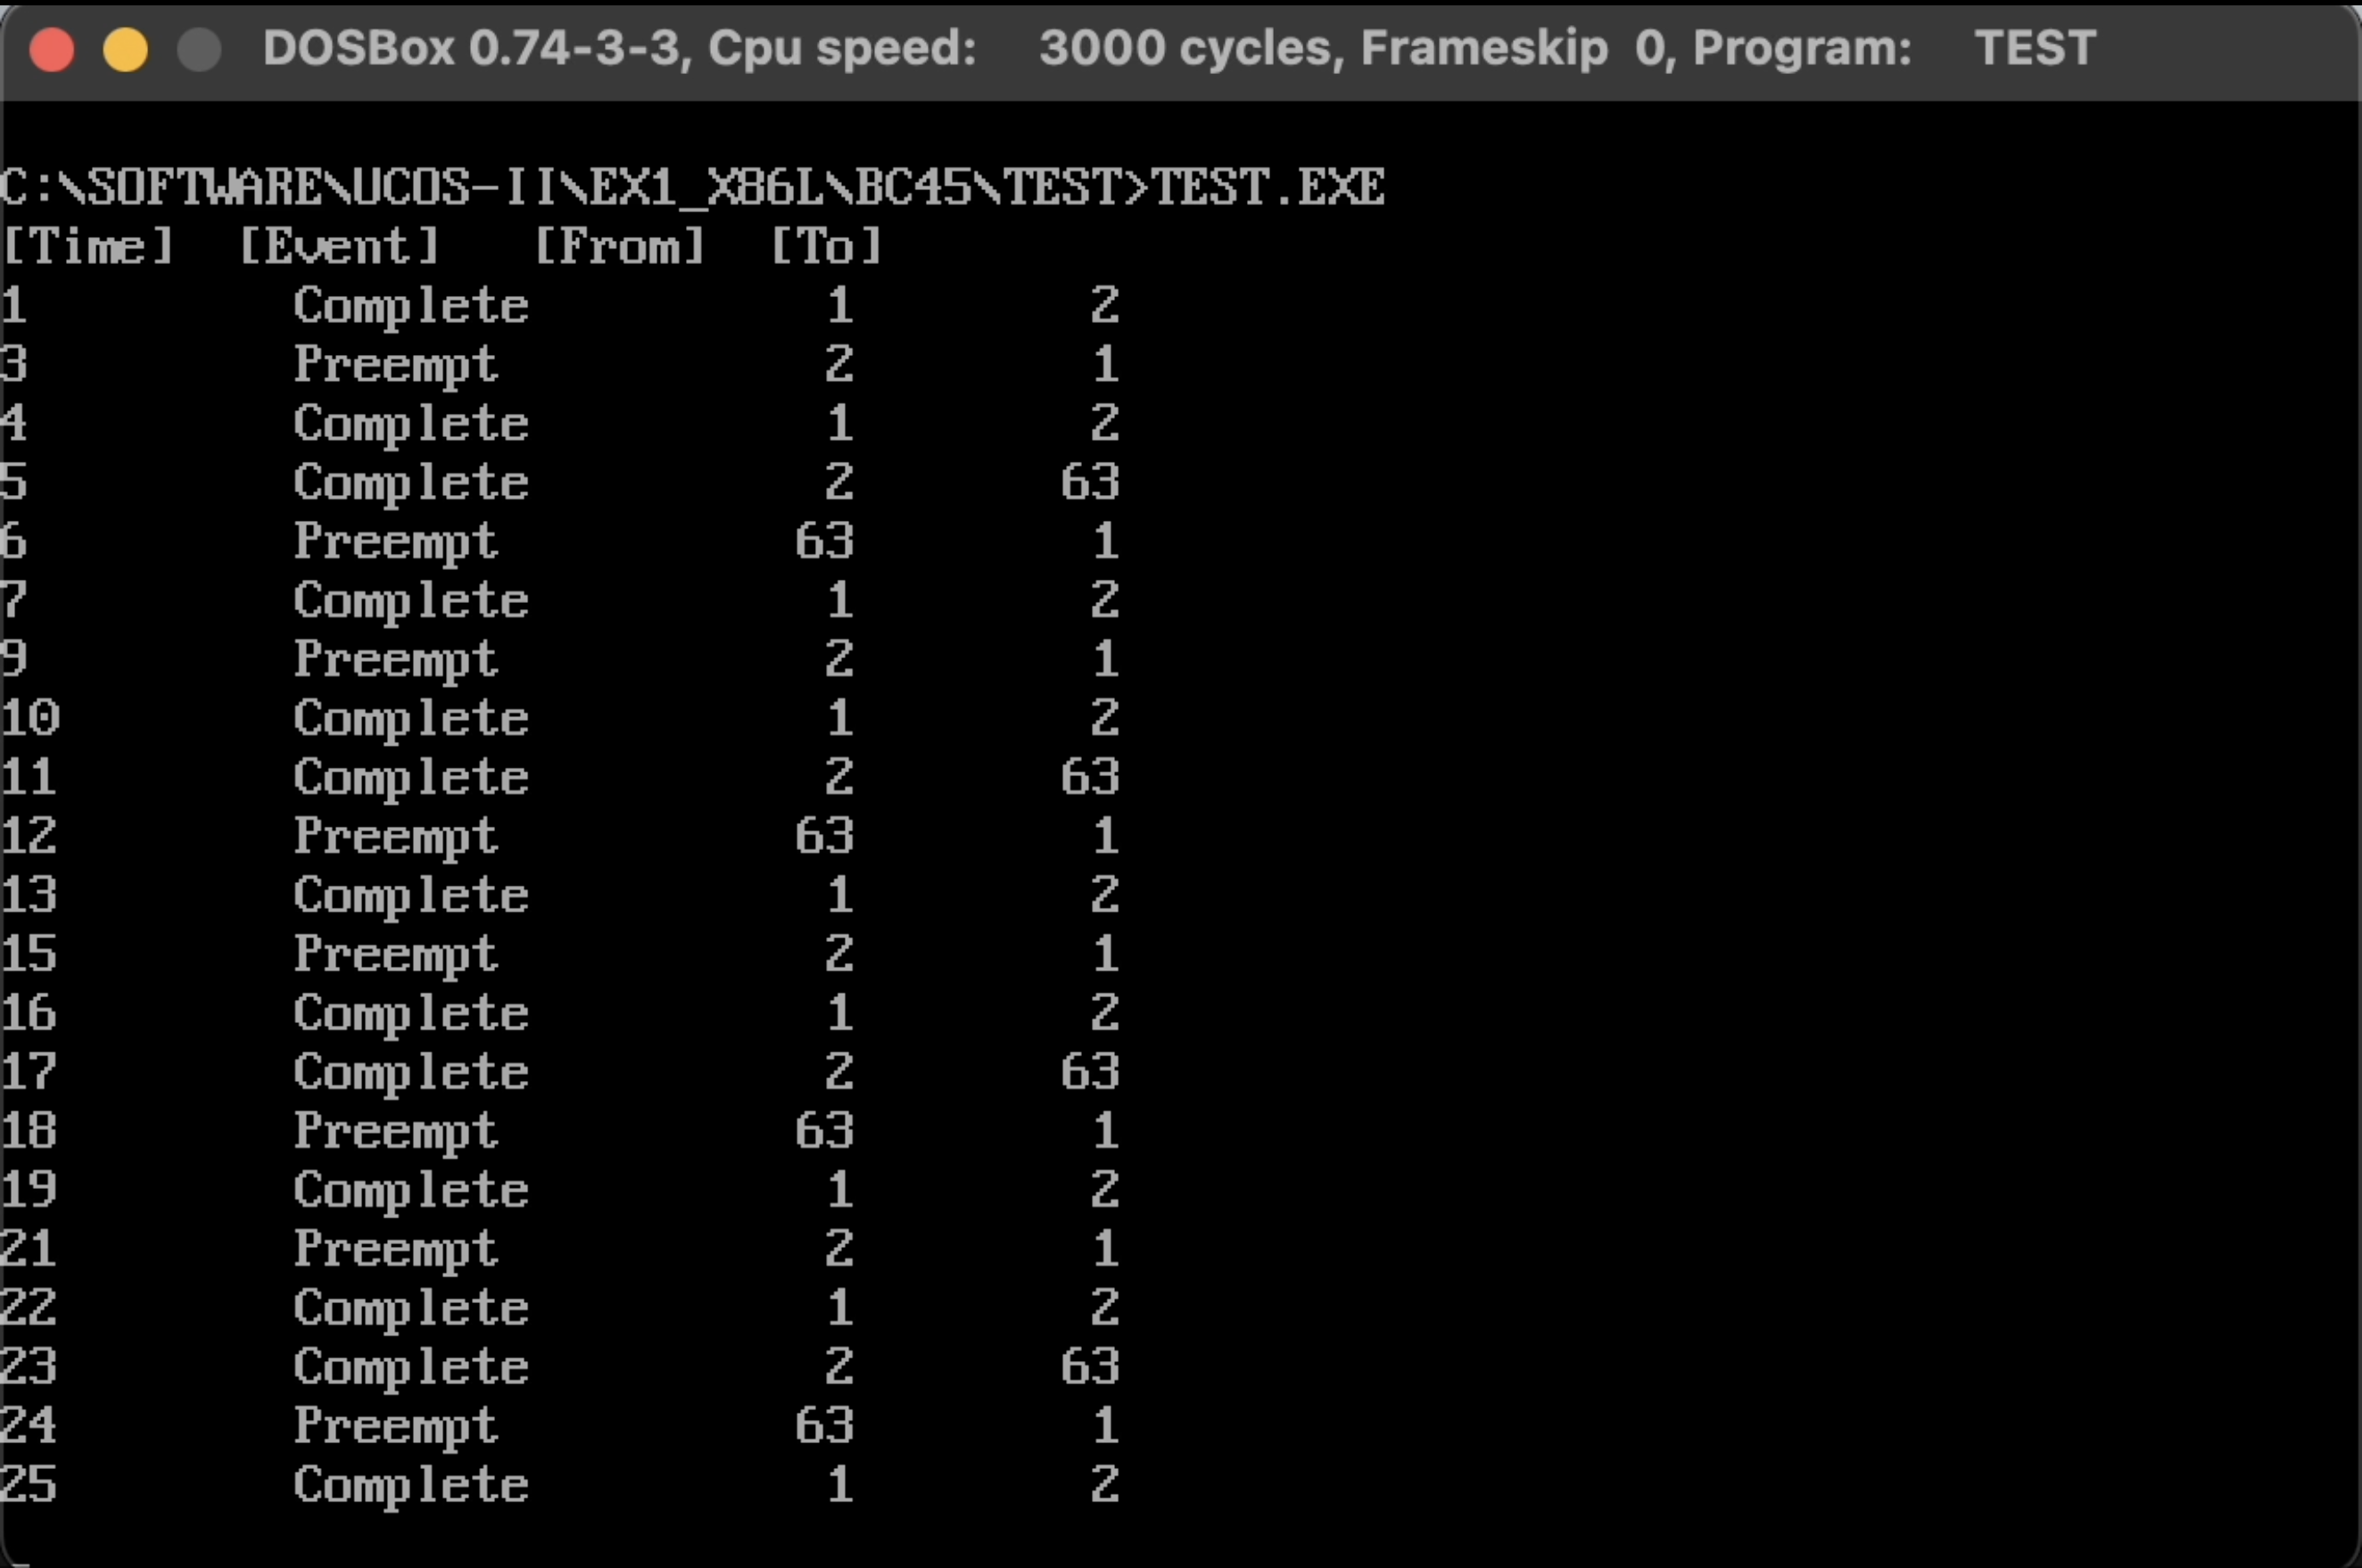 DOSBox 0.74-3-3, Cpu speed: 3000 cycles, Frameskip 0, Program: TEST
C:\SOFTWARE\UCOS-II\EX1_X86L\BC45\TEST>TEST.EXE
[Time] [Event] [From] [To]
1 Complete 1 2
3 Preempt 2 1
4 Complete 1 2
5 Complete 2 63
6 Preempt 63 1
7 Complete 1 2
9 Preempt 2 1
10 Complete 1 2
11 Complete 2 63
12 Preempt 63 1
13 Complete 1 2
15 Preempt 2 1
16 Complete 1 2
17 Complete 2 63
18 Preempt 63 1
19 Complete 1 2
21 Preempt 2 1
22 Complete 1 2
23 Complete 2 63
24 Preempt 63 1
25 Complete 1 2